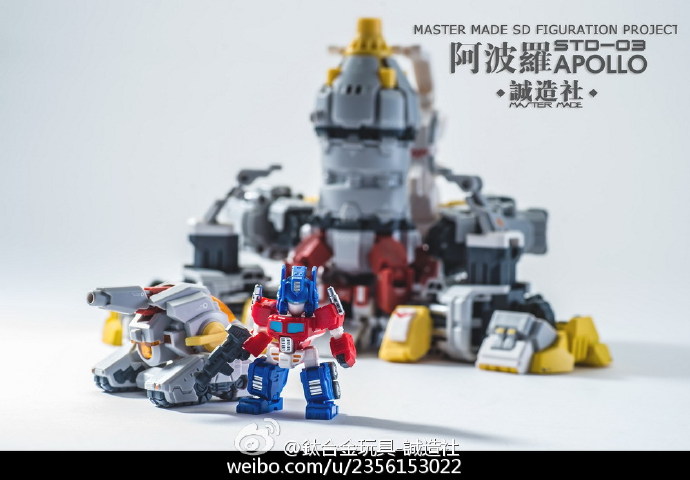 MASTER MADE SD FIGURATION PROJECT
阿波羅 STD-03 APOLLO
誠造社
MASTER MADE
@鈦合金玩具-誠造社
weibo.com/u/2356153022